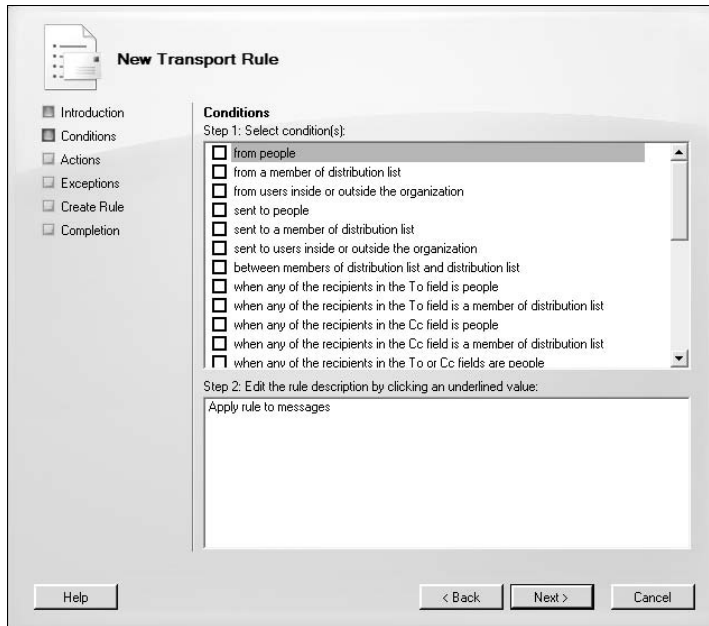 New Transport Rule
Introduction
Conditions
Actions
Exceptions
Create Rule
Completion
Conditions
Step 1: Select condition(s):
from people
from a member of distribution list
from users inside or outside the organization
sent to people
sent to a member of distribution list
sent to users inside or outside the organization
between members of distribution list and distribution list
when any of the recipients in the To field is people
when any of the recipients in the To field is a member of distribution list
when any of the recipients in the Cc field is people
when any of the recipients in the Cc field is a member of distribution list
when any of the recipients in the To or Cc fields are people
Step 2: Edit the rule description by clicking an underlined value:
Apply rule to messages
Help
< Back
Next >
Cancel